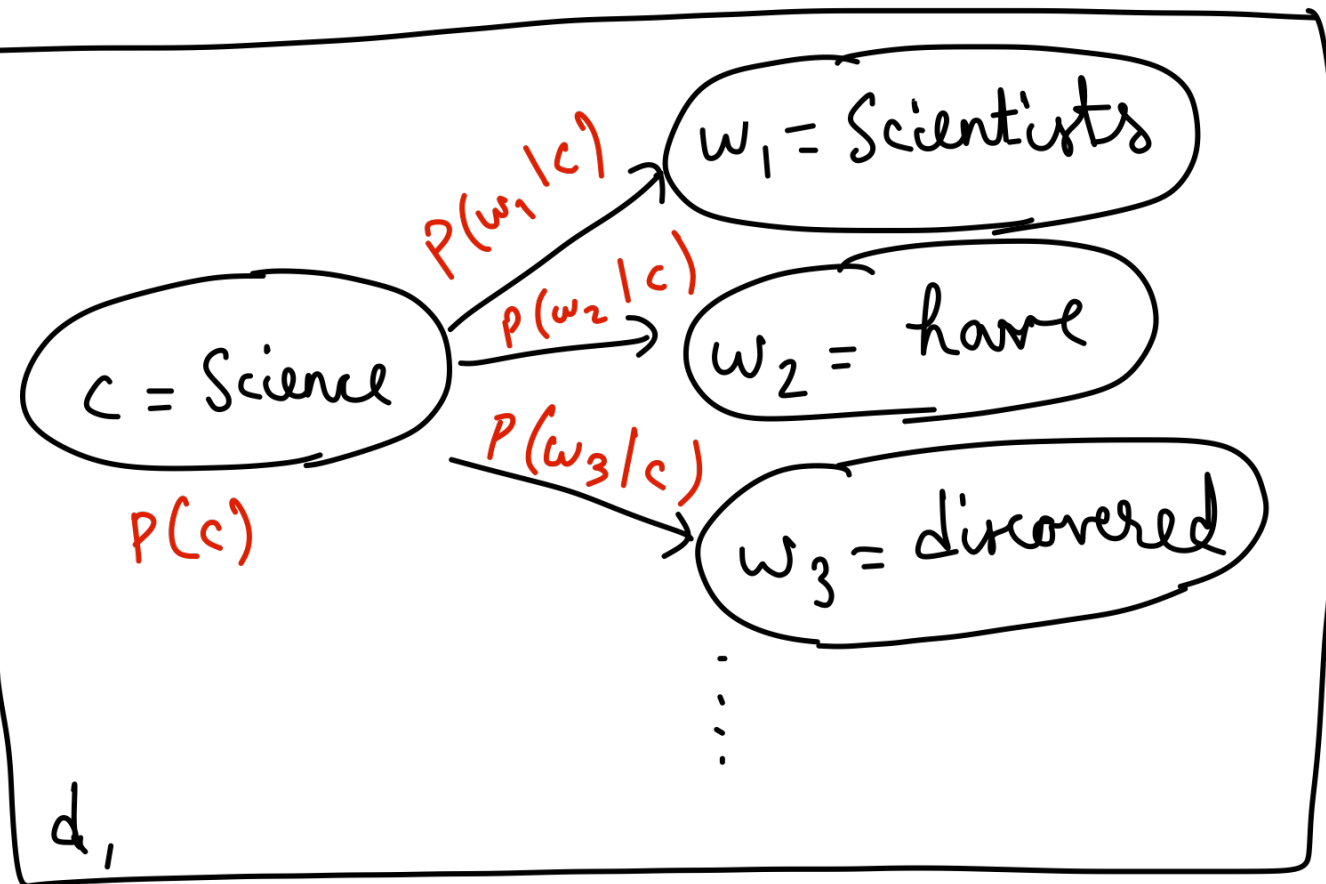 w1 = Scientists
P(w1|c)
P(w2|c)
w2 = have
c = Science
P(w3|c)
P(c)
w3 = discovered
d1